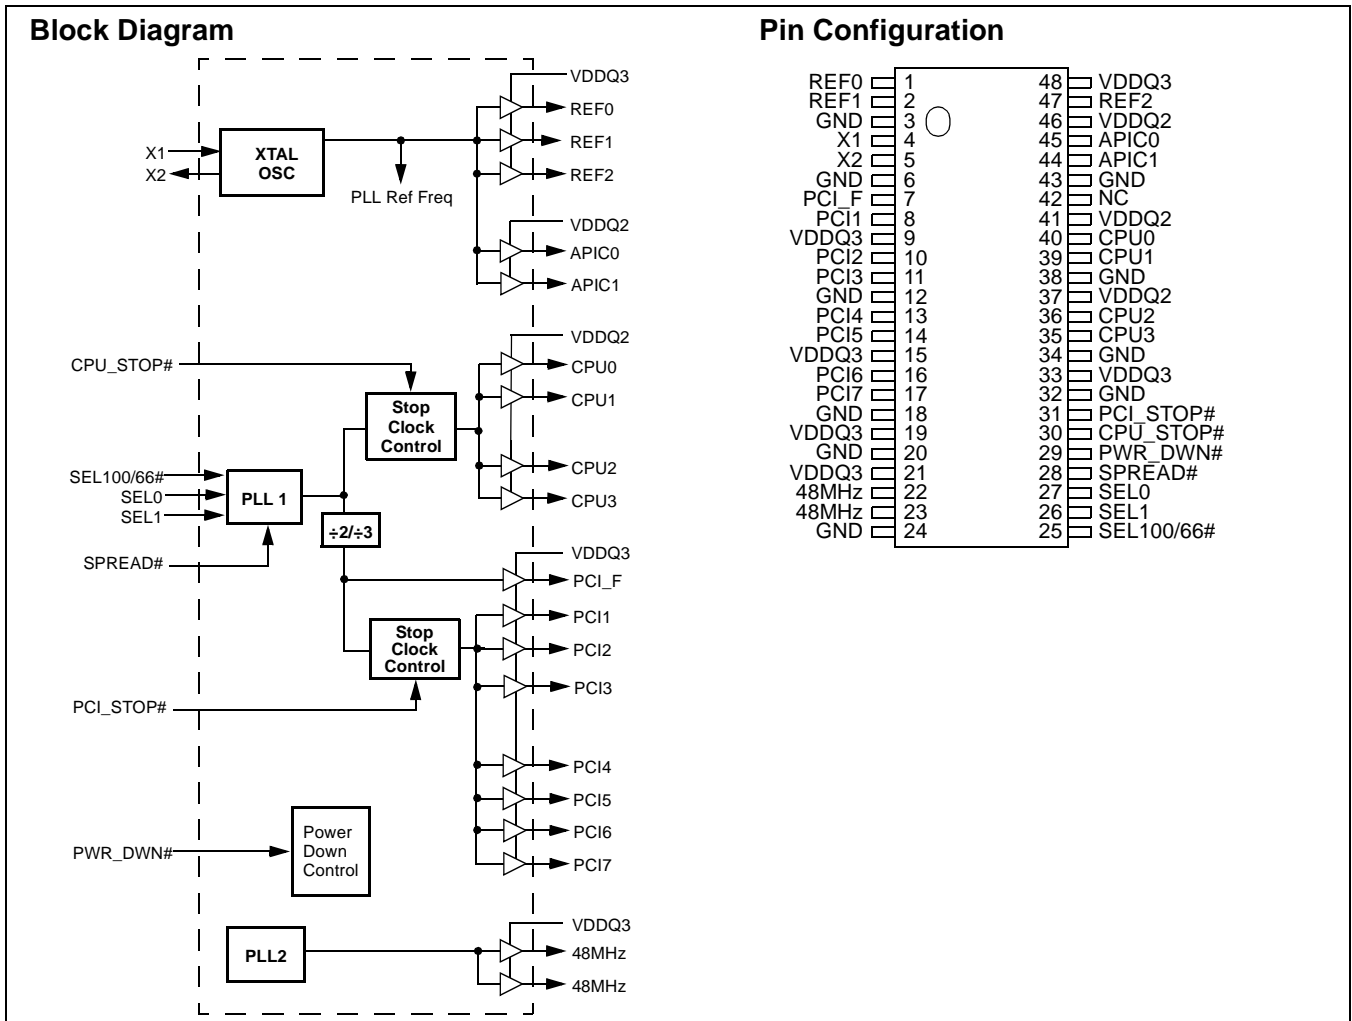 Block Diagram
VDDQ3
REF0
REF1
REF2
X1
X2
XTAL
OSC
PLL Ref Freq
VDDQ2
APIC0
APIC1
VDDQ2
CPU_STOP#
CPU0
CPU1
Stop
Clock
Control
CPU2
CPU3
SEL100/66#
SEL0
SEL1
PLL 1
÷2/÷3
SPREAD#
VDDQ3
PCI_F
PCI1
Stop
Clock
Control
PCI2
PCI3
PCI_STOP#
PCI4
PCI5
PCI6
PCI7
PWR_DWN#
Power
Down
Control
VDDQ3
PLL2
48MHz
48MHz
Pin Configuration
REF0 1 48 VDDQ3
REF1 2 47 REF2
GND 3 46 VDDQ2
X1 4 45 APIC0
X2 5 44 APIC1
GND 6 43 GND
PCI_F 7 42 NC
PCI1 8 41 VDDQ2
VDDQ3 9 40 CPU0
PCI2 10 39 CPU1
PCI3 11 38 GND
GND 12 37 VDDQ2
PCI4 13 36 CPU2
PCI5 14 35 CPU3
VDDQ3 15 34 GND
PCI6 16 33 VDDQ3
PCI7 17 32 GND
GND 18 31 PCI_STOP#
VDDQ3 19 30 CPU_STOP#
GND 20 29 PWR_DWN#
VDDQ3 21 28 SPREAD#
48MHz 22 27 SEL0
48MHz 23 26 SEL1
GND 24 25 SEL100/66#